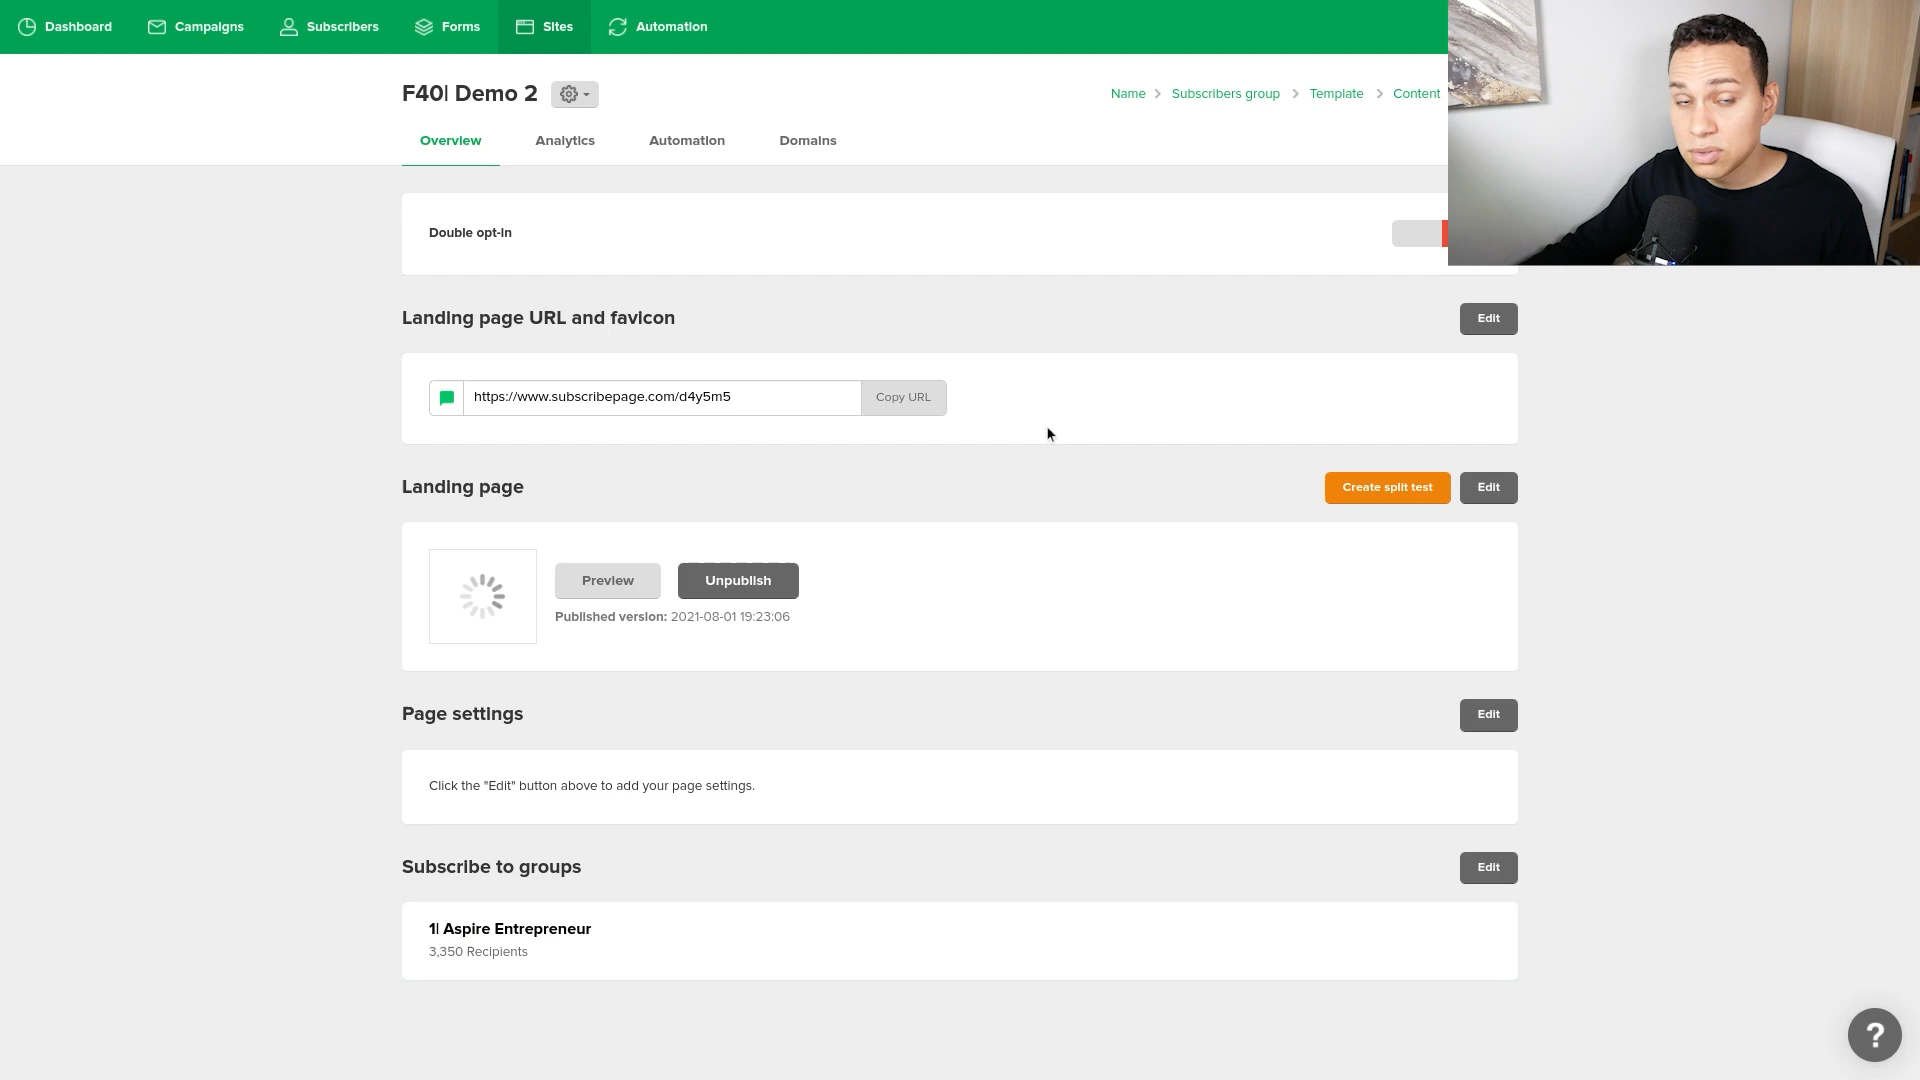 Dashboard
Campaigns
Subscribers
Forms
Sites
Automation
F40| Demo 2
Name
Subscribers group
Template
Content
Overview
Analytics
Automation
Domains
Double opt-in
Landing page URL and favicon
Edit
https://www.subscribepage.com/d4y5m5
Copy URL
Landing page
Create split test
Edit
Preview
Unpublish
Published version: 2021-08-01 19:23:06
Page settings
Edit
Click the "Edit" button above to add your page settings.
Subscribe to groups
Edit
1| Aspire Entrepreneur
3,350 Recipients
?